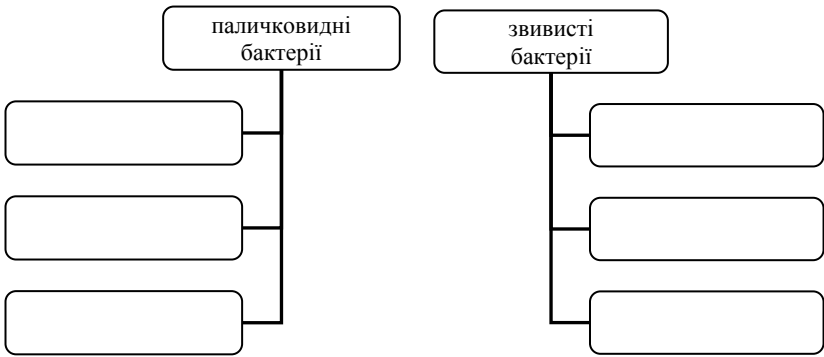 паличковидні
бактерії
звивисті
бактерії